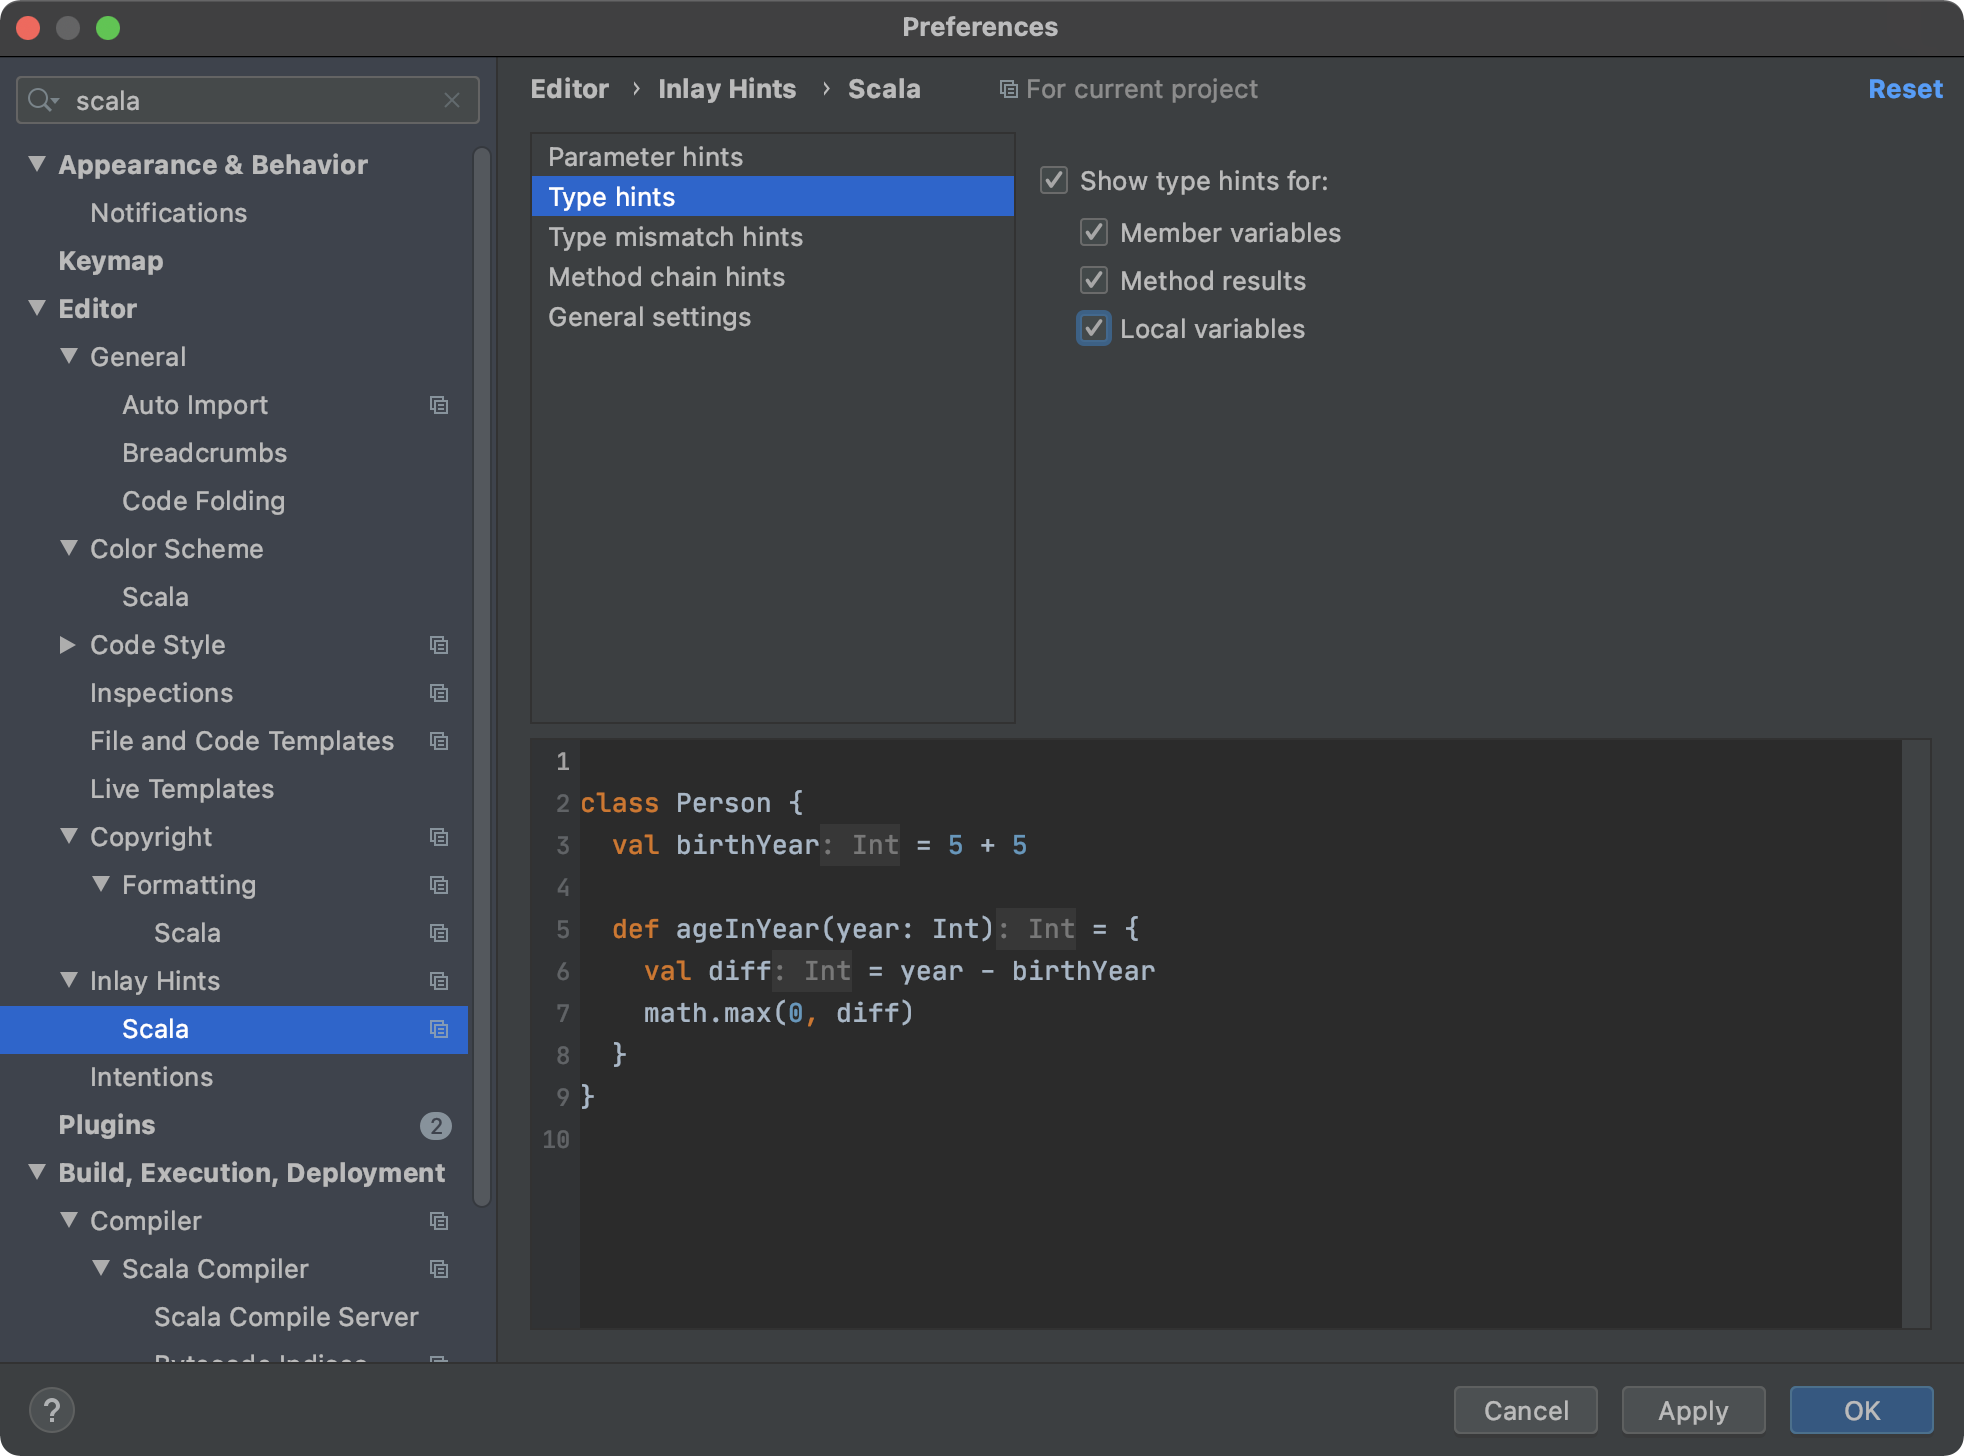 Preferences
scala
Appearance & Behavior
Notifications
Keymap
Editor
General
Auto Import
Breadcrumbs
Code Folding
Color Scheme
Scala
Code Style
Inspections
File and Code Templates
Live Templates
Copyright
Formatting
Scala
Inlay Hints
Scala
Intentions
Plugins 2
Build, Execution, Deployment
Compiler
Scala Compiler
Scala Compile Server
Bytecode Indices
Editor › Inlay Hints › Scala For current project Reset
Parameter hints
Type hints
Type mismatch hints
Method chain hints
General settings
Show type hints for:
Member variables
Method results
Local variables
1
2 class Person {
3 val birthYear: Int = 5 + 5
4
5 def ageInYear(year: Int): Int = {
6 val diff: Int = year - birthYear
7 math.max(0, diff)
8 }
9 }
10
? Cancel Apply OK